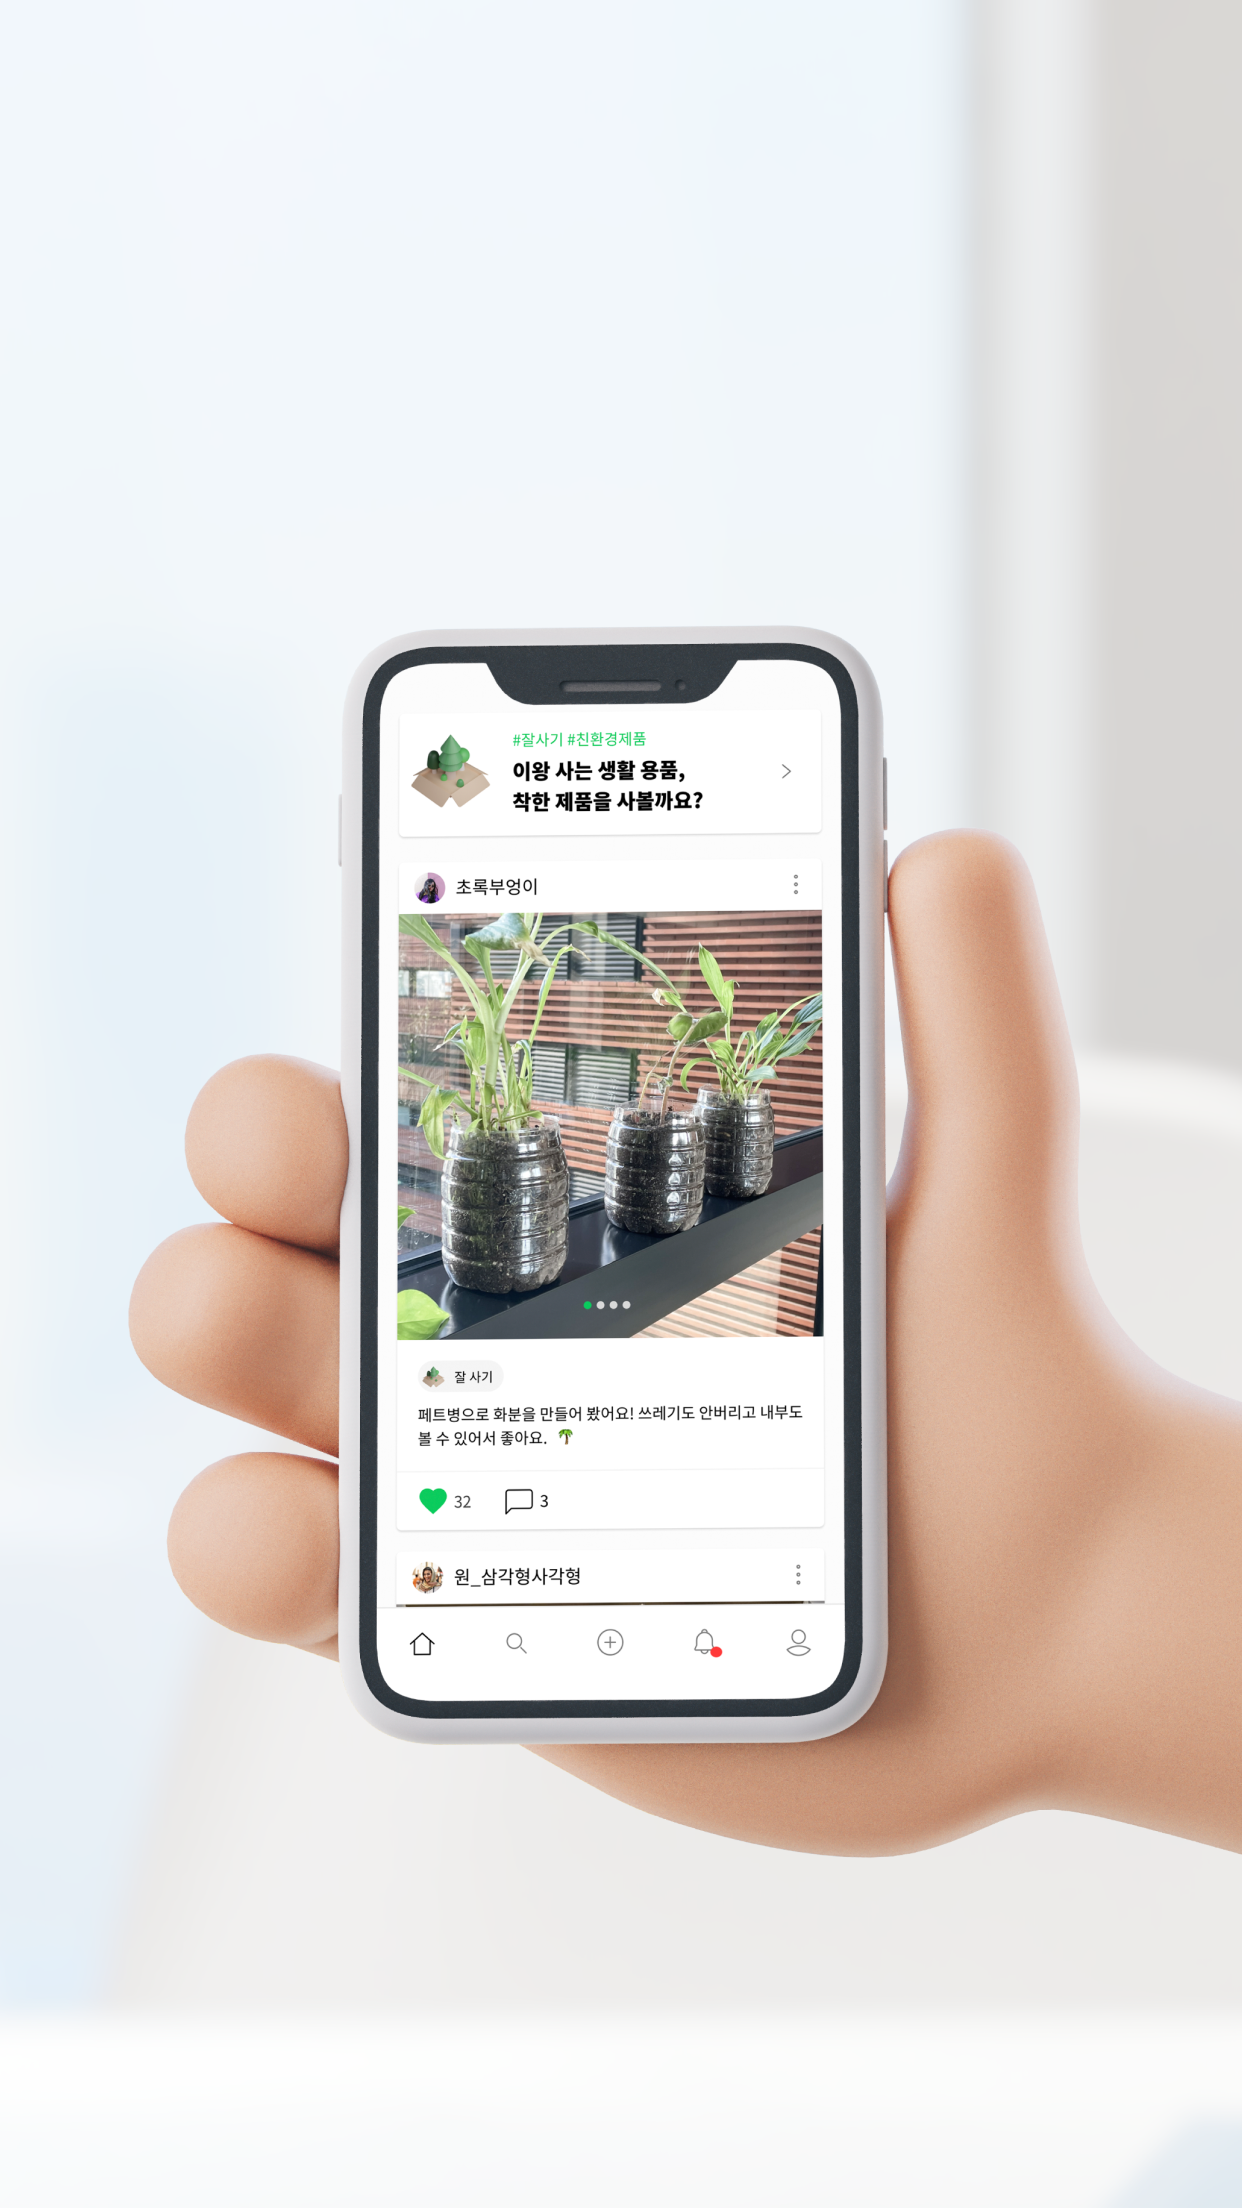 #잘사기 #친환경제품
이왕 사는 생활 용품,
착한 제품을 사볼까요?
초록부엉이
잘 사기
페트병으로 화분을 만들어 봤어요! 쓰레기도 안버리고 내부도
볼 수 있어서 좋아요. 🌴
32 3
원_삼각형사각형